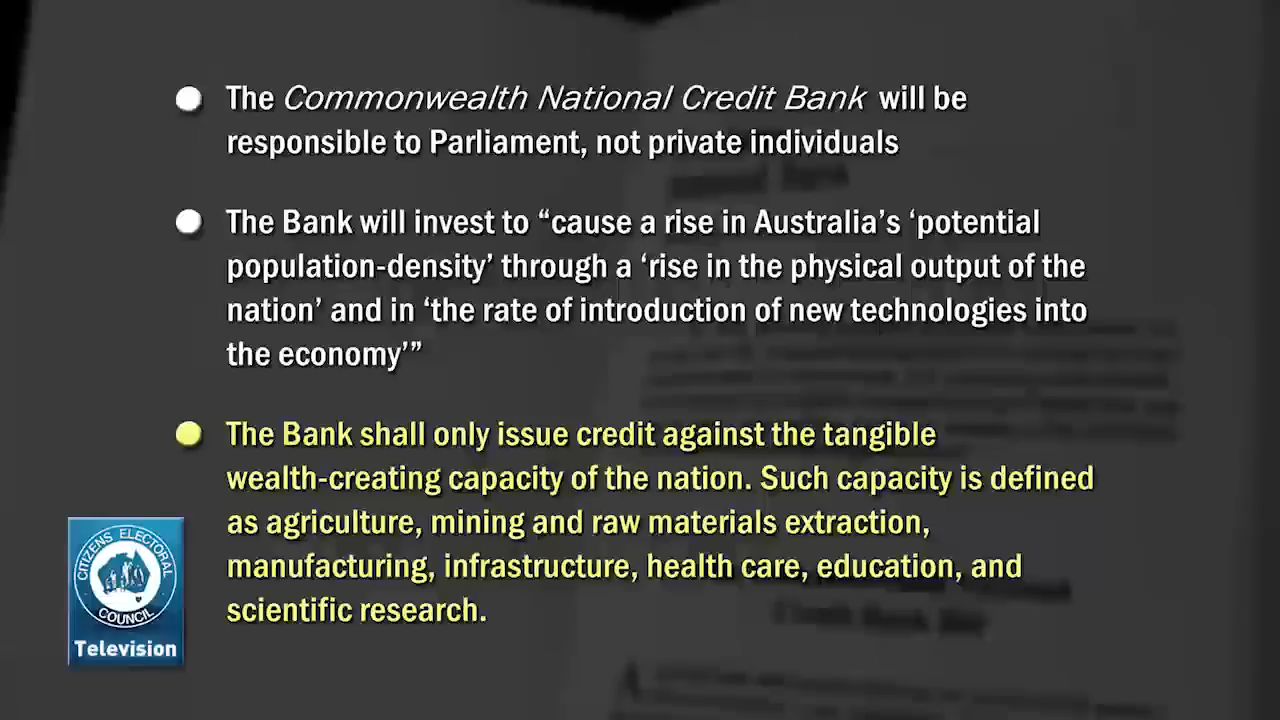 The Commonwealth National Credit Bank will be
responsible to Parliament, not private individuals
The Bank will invest to “cause a rise in Australia’s ‘potential
population-density’ through a ‘rise in the physical output of the
nation’ and in ‘the rate of introduction of new technologies into
the economy’”
The Bank shall only issue credit against the tangible
wealth-creating capacity of the nation. Such capacity is defined
as agriculture, mining and raw materials extraction,
manufacturing, infrastructure, health care, education, and
scientific research.
CITIZENS ELECTORAL
COUNCIL
Television